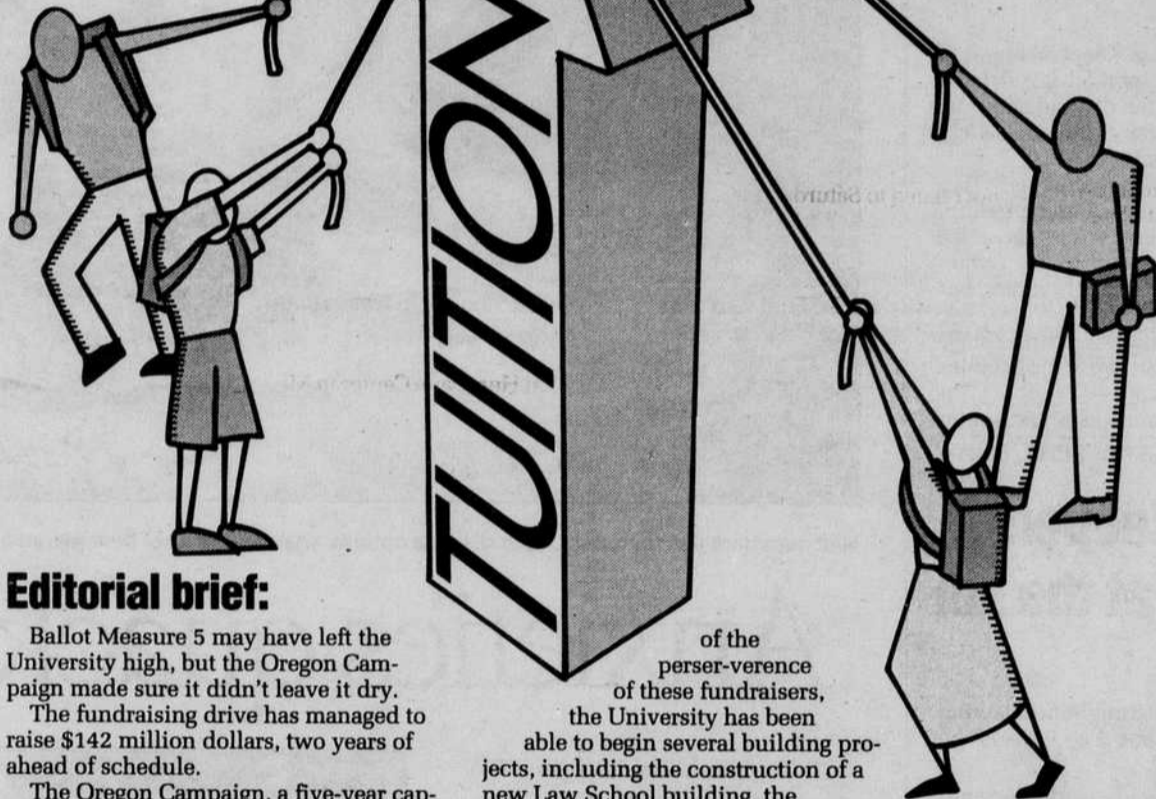 TUITION
Editorial brief:
Ballot Measure 5 may have left the
University high, but the Oregon Cam-
paign made sure it didn't leave it dry.
The fundraising drive has managed to
raise $142 million dollars, two years of
ahead of schedule.
The Oregon Campaign, a five-year cap-
of the
perser-verence
of these fundraisers,
the University has been
able to begin several building pro-
jects, including the construction of a
new Law School building, the